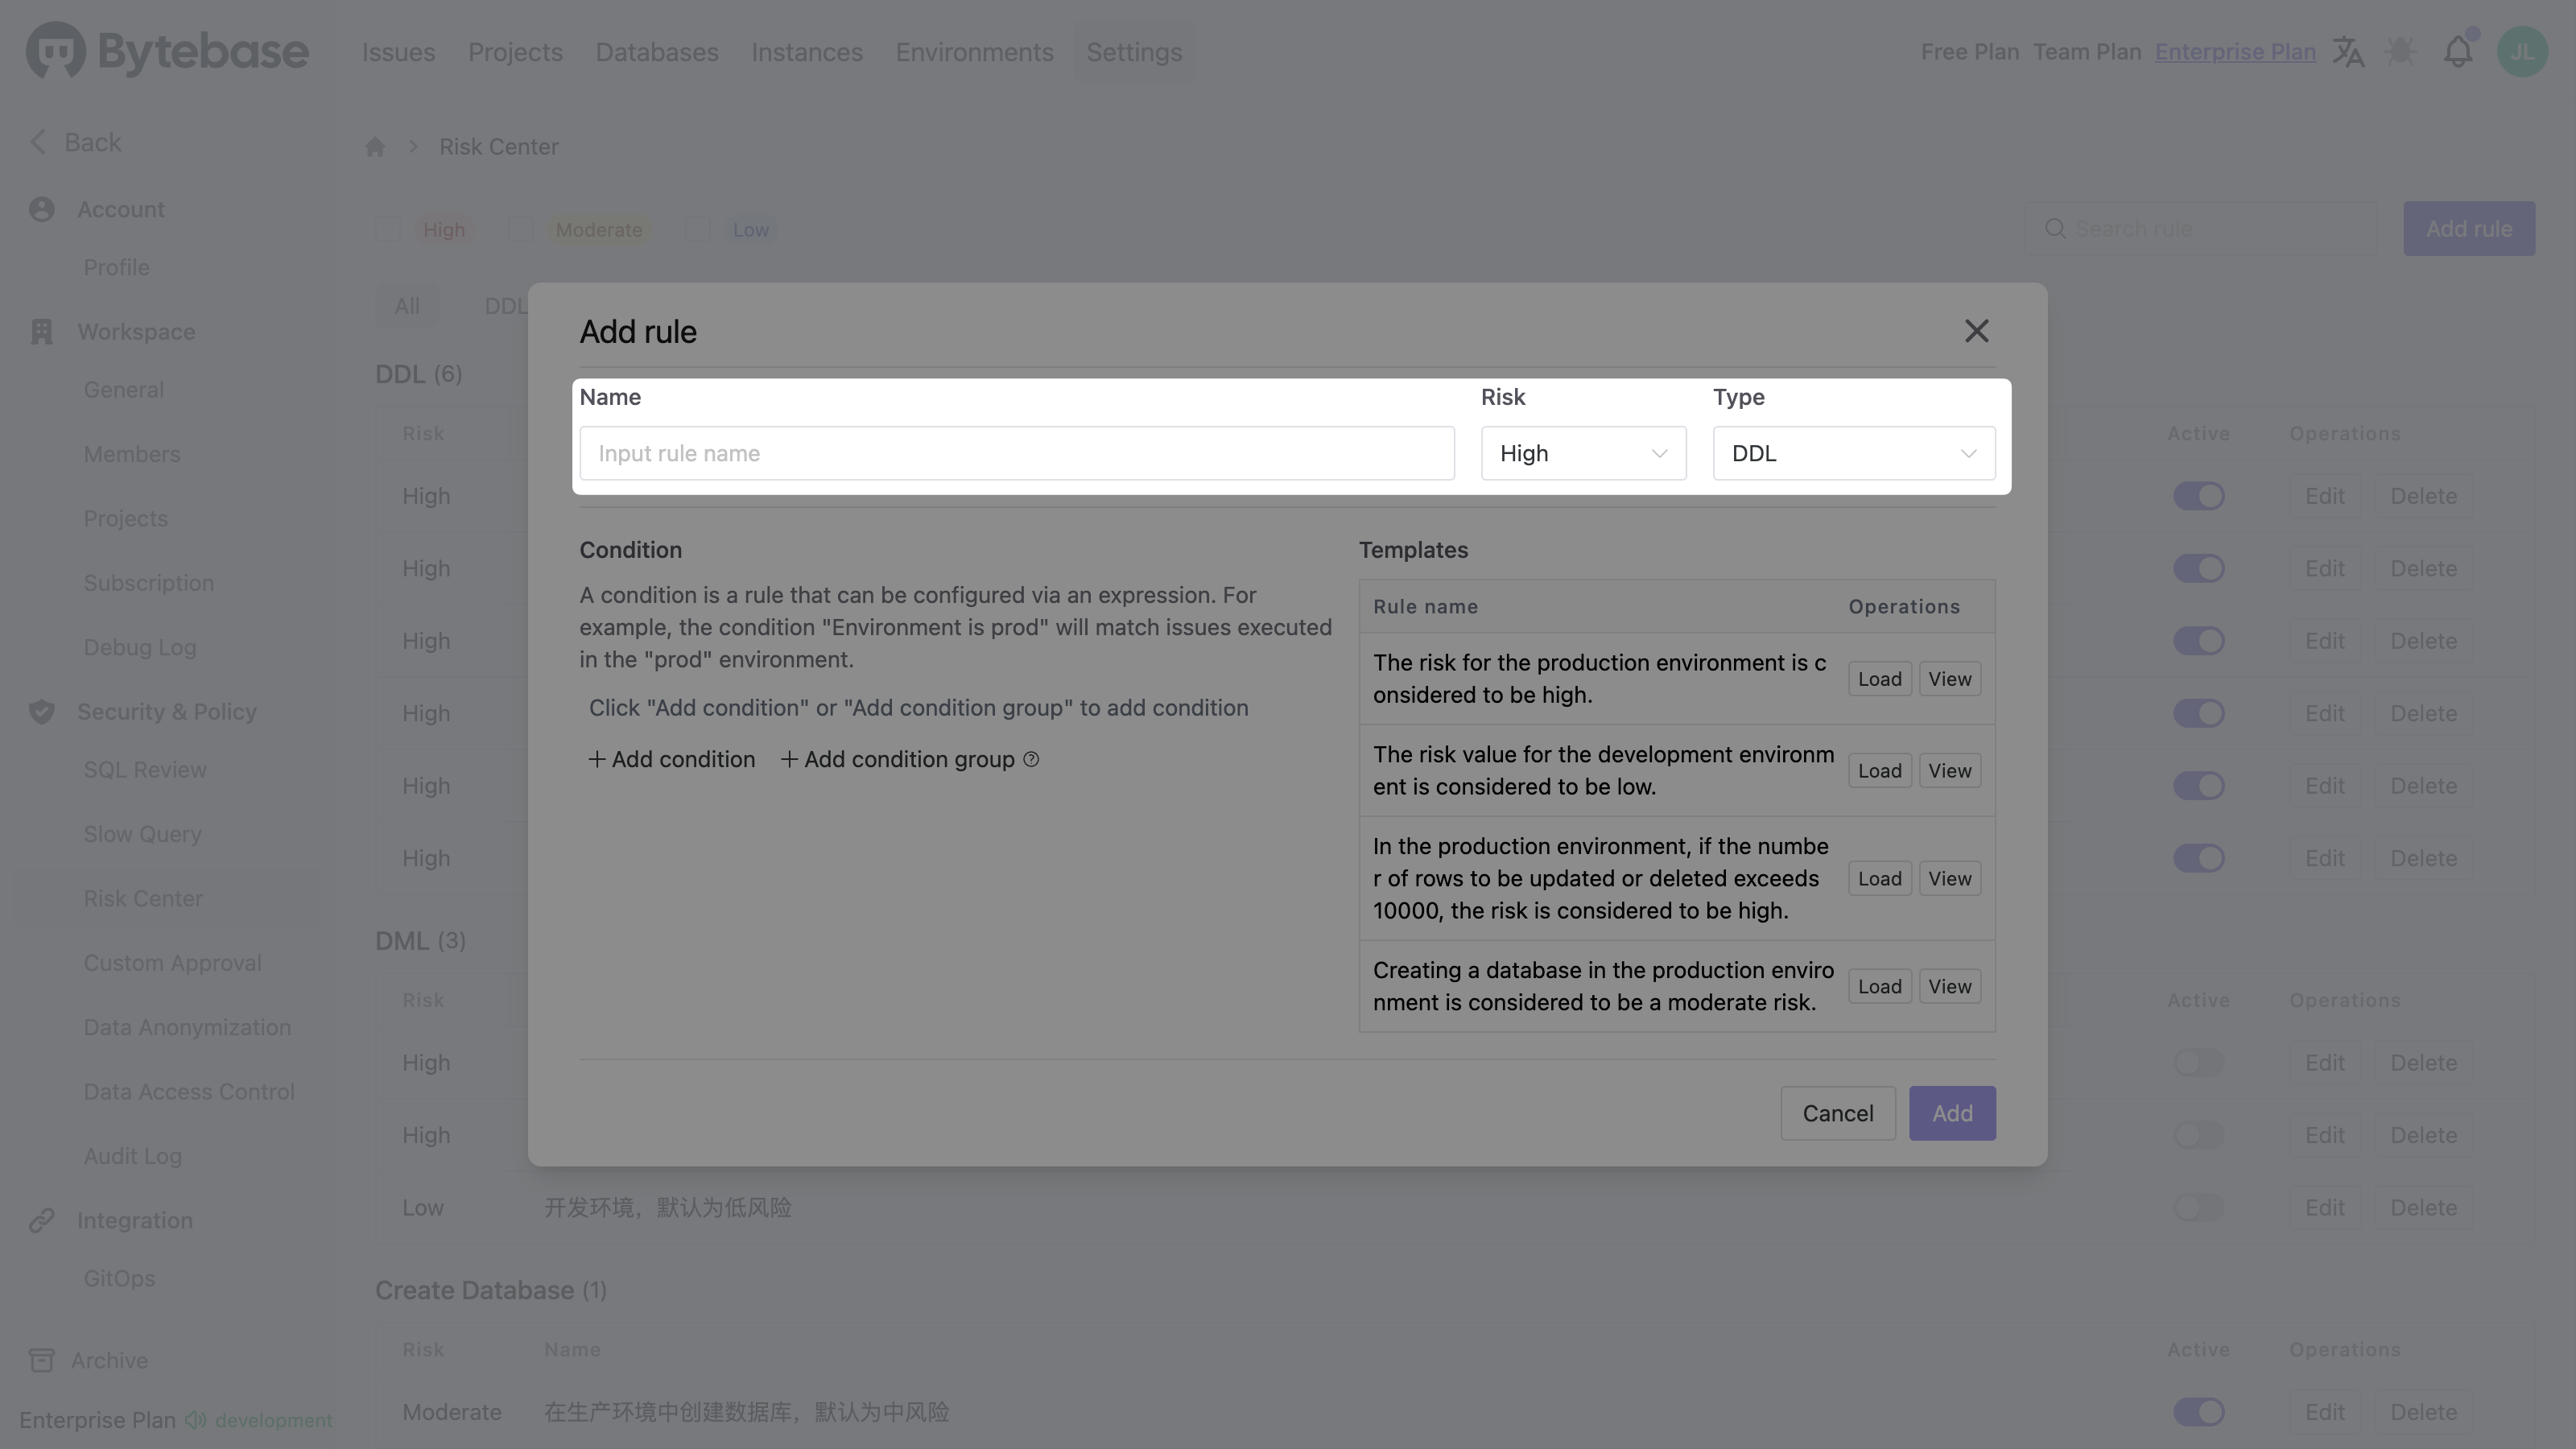 Bytebase
Issues Projects Databases Instances Environments Settings
Free Plan Team Plan Enterprise Plan
JL
Back
Risk Center
Account
Profile
Workspace
General
Members
Projects
Subscription
Debug Log
Security & Policy
SQL Review
Slow Query
Risk Center
Custom Approval
Data Anonymization
Data Access Control
Audit Log
Integration
GitOps
Archive
Enterprise Plan development
High Moderate Low
Search rule
Add rule
All DDL
DDL (6)
Risk Active Operations
High Edit Delete
High Edit Delete
High Edit Delete
High Edit Delete
High Edit Delete
High Edit Delete
DML (3)
Risk Active Operations
High Edit Delete
High Edit Delete
Low 开发环境，默认为低风险 Edit Delete
Create Database (1)
Risk Name Active Operations
Moderate 在生产环境中创建数据库，默认为中风险 Edit Delete
Add rule
Name Risk Type
Input rule name High DDL
Condition
A condition is a rule that can be configured via an expression. For
example, the condition "Environment is prod" will match issues executed
in the "prod" environment.
Click "Add condition" or "Add condition group" to add condition
+ Add condition + Add condition group ?
Templates
Rule name Operations
The risk for the production environment is c
onsidered to be high.
Load View
The risk value for the development environm
ent is considered to be low.
Load View
In the production environment, if the numbe
r of rows to be updated or deleted exceeds
10000, the risk is considered to be high.
Load View
Creating a database in the production enviro
nment is considered to be a moderate risk.
Load View
Cancel Add